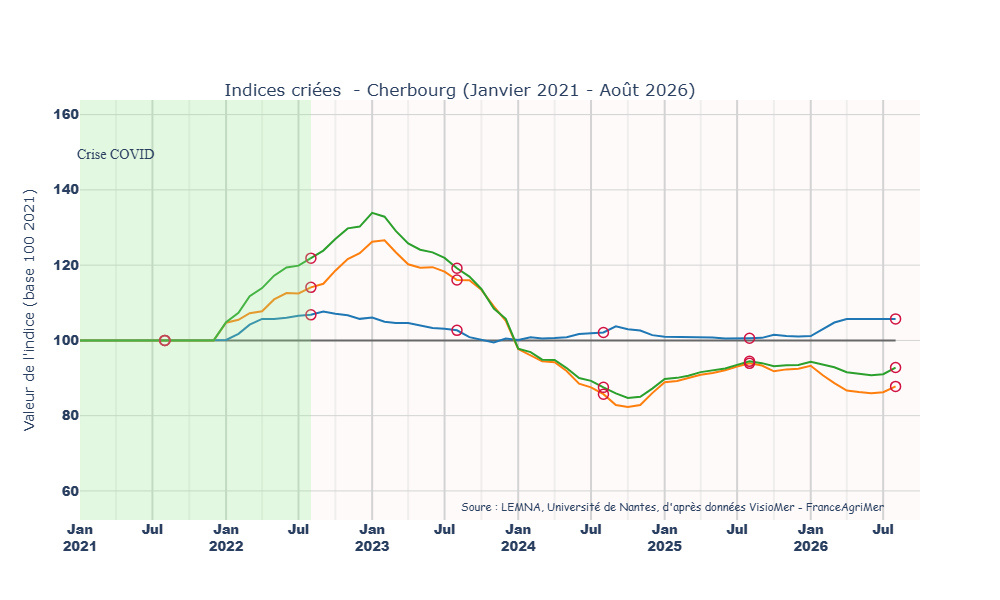 Indices criées  - Cherbourg (Janvier 2021 - Août 2026)
Valeur de l'Indice (base 100 2021)
160
Crise COVID
140
120
100
80
60
Soure : LEMNA, Université de Nantes, d'après données VisioMer - FranceAgriMer
Jan Jul Jan Jul Jan Jul Jan Jul Jan Jul Jan Jul
2021 2022 2023 2024 2025 2026